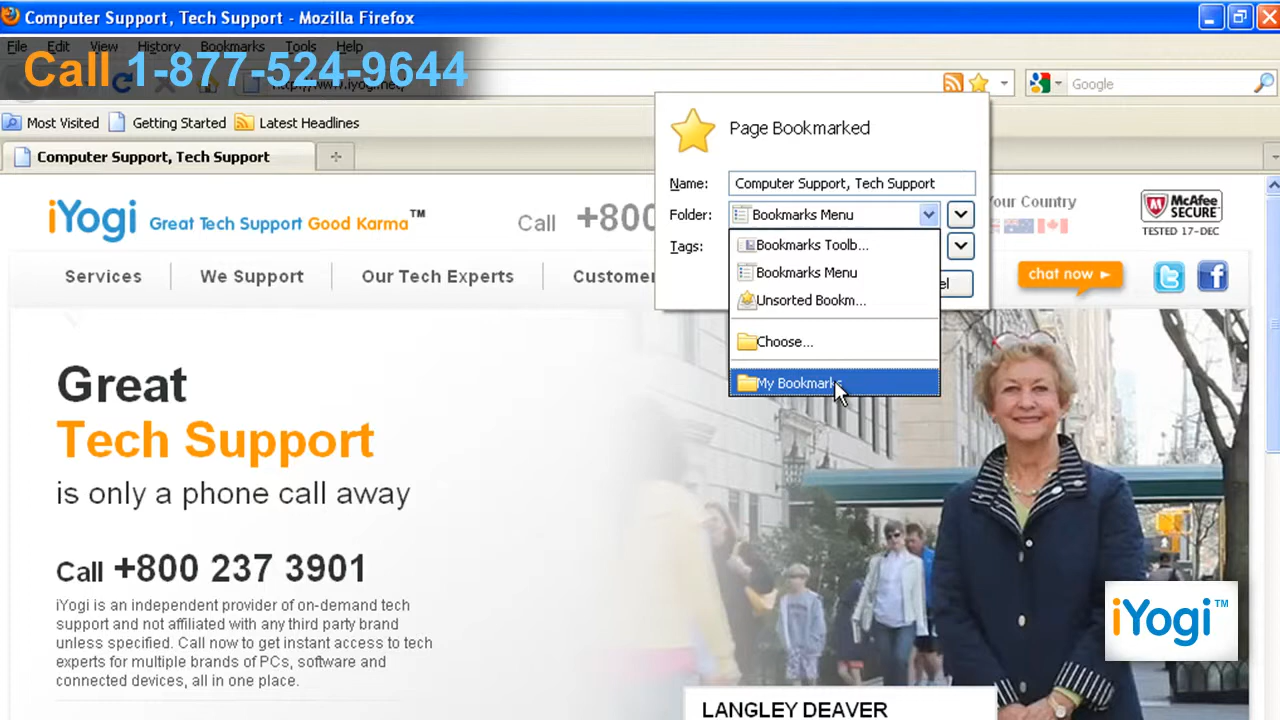 Computer Support, Tech Support - Mozilla Firefox
File Edit View History Bookmarks Tools Help
Call 1-877-524-9644
Google
Most Visited Getting Started Latest Headlines
Computer Support, Tech Support
Page Bookmarked
Name: Computer Support, Tech Support
Folder: Bookmarks Menu
Tags:
Bookmarks Toolb...
Bookmarks Menu
Unsorted Bookm...
Choose...
My Bookmarks
iYogi Great Tech Support Good Karma™
Call +800
Your Country
McAfee
SECURE
TESTED 17-DEC
Services We Support Our Tech Experts Customer
chat now
Great
Tech Support
is only a phone call away
Call +800 237 3901
iYogi is an independent provider of on-demand tech
support and not affiliated with any third party brand
unless specified. Call now to get instant access to tech
experts for multiple brands of PCs, software and
connected devices, all in one place.
iYogi™
LANGLEY DEAVER